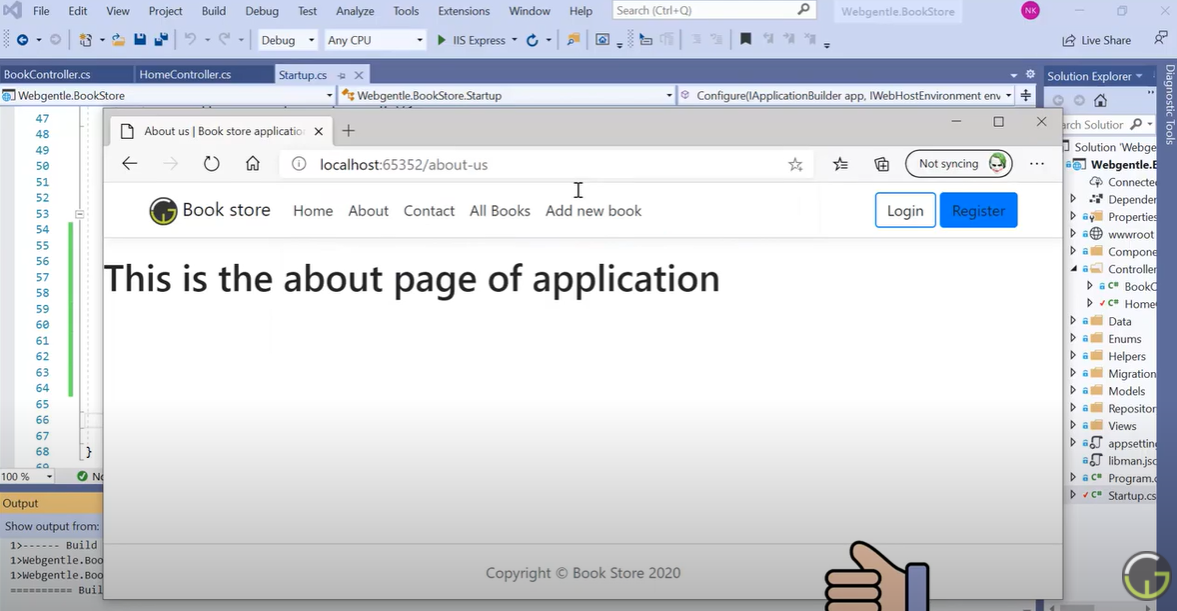 File Edit View Project Build Debug Test Analyze Tools Extensions Window Help Search (Ctrl+Q) Webgentle.BookStore NK
Debug Any CPU IIS Express Live Share
BookController.cs HomeController.cs Startup.cs Solution Explorer
Webgentle.BookStore Webgentle.BookStore.Startup Configure(IApplicationBuilder app, IWebHostEnvironment env
Diagnostic Tools
47
48
49
50
51
52
53
54
55
56
57
58
59
60
61
62
63
64
65
66
67
68 }
69
100 % No
About us | Book store applicatio
localhost:65352/about-us Not syncing
Book store Home About Contact All Books Add new book Login Register
This is the about page of application
Copyright © Book Store 2020
arch Solution
Solution 'Webge
Webgentle.B
Connecte
Depender
Properties
wwwroot
Compone
Controller
BookC
Home
Data
Enums
Helpers
Migration
Models
Repositor
Views
appsetting
libman.jsc
Program.c
Startup.cs
Output
Show output from:
1>------ Build
1>Webgentle.Boo
1>Webgentle.Boo
========== Buil